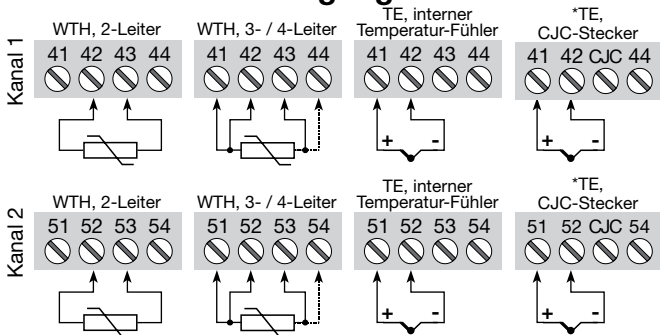 WTH, 2-Leiter
WTH, 3- / 4-Leiter
TE, interner
Temperatur-Fühler
*TE,
CJC-Stecker
Kanal 1
41 42 43 44
41 42 43 44
41 42 43 44
41 42 CJC 44
+ -
+ -
WTH, 2-Leiter
WTH, 3- / 4-Leiter
TE, interner
Temperatur-Fühler
*TE,
CJC-Stecker
Kanal 2
51 52 53 54
51 52 53 54
51 52 53 54
51 52 CJC 54
+ -
+ -